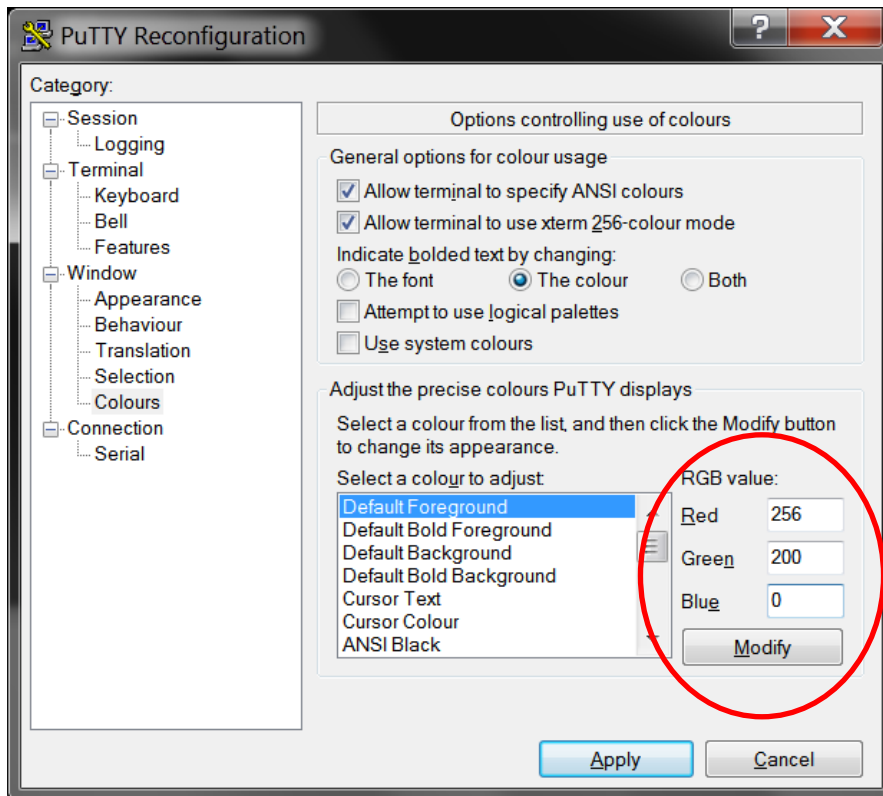 PuTTY Reconfiguration
?
X
Category:
Session
Logging
Terminal
Keyboard
Bell
Features
Window
Appearance
Behaviour
Translation
Selection
Colours
Connection
Serial
Options controlling use of colours
General options for colour usage
Allow terminal to specify ANSI colours
Allow terminal to use xterm 256-colour mode
Indicate bolded text by changing:
The font The colour Both
Attempt to use logical palettes
Use system colours
Adjust the precise colours PuTTY displays
Select a colour from the list, and then click the Modify button
to change its appearance.
Select a colour to adjust:
Default Foreground
Default Bold Foreground
Default Background
Default Bold Background
Cursor Text
Cursor Colour
ANSI Black
RGB value:
Red 256
Green 200
Blue 0
Modify
Apply Cancel